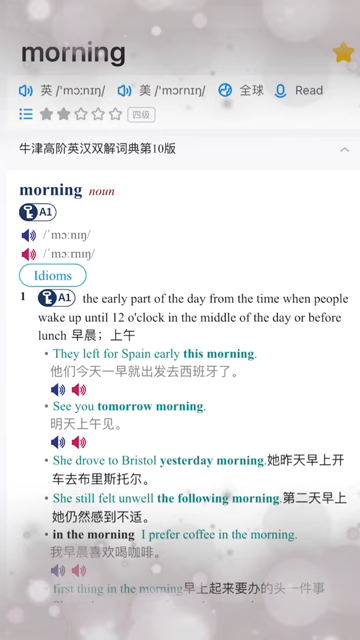 morning
英 /'mɔːnɪŋ/ 美 /'mɔrnɪŋ/ 全球 Read
四级
牛津高阶英汉双解词典第10版
morning noun
A1
/ˈmɔːnɪŋ/
/ˈmɔːrnɪŋ/
Idioms
1 A1 the early part of the day from the time when people
wake up until 12 o'clock in the middle of the day or before
lunch 早晨；上午
• They left for Spain early this morning.
他们今天一早就出发去西班牙了。
• See you tomorrow morning.
明天上午见。
• She drove to Bristol yesterday morning.她昨天早上开
车去布里斯托尔。
• She still felt unwell the following morning.第二天早上
她仍然感到不适。
• in the morning I prefer coffee in the morning.
我早晨喜欢喝咖啡。
• first thing in the morning早上起来要办的头一件事